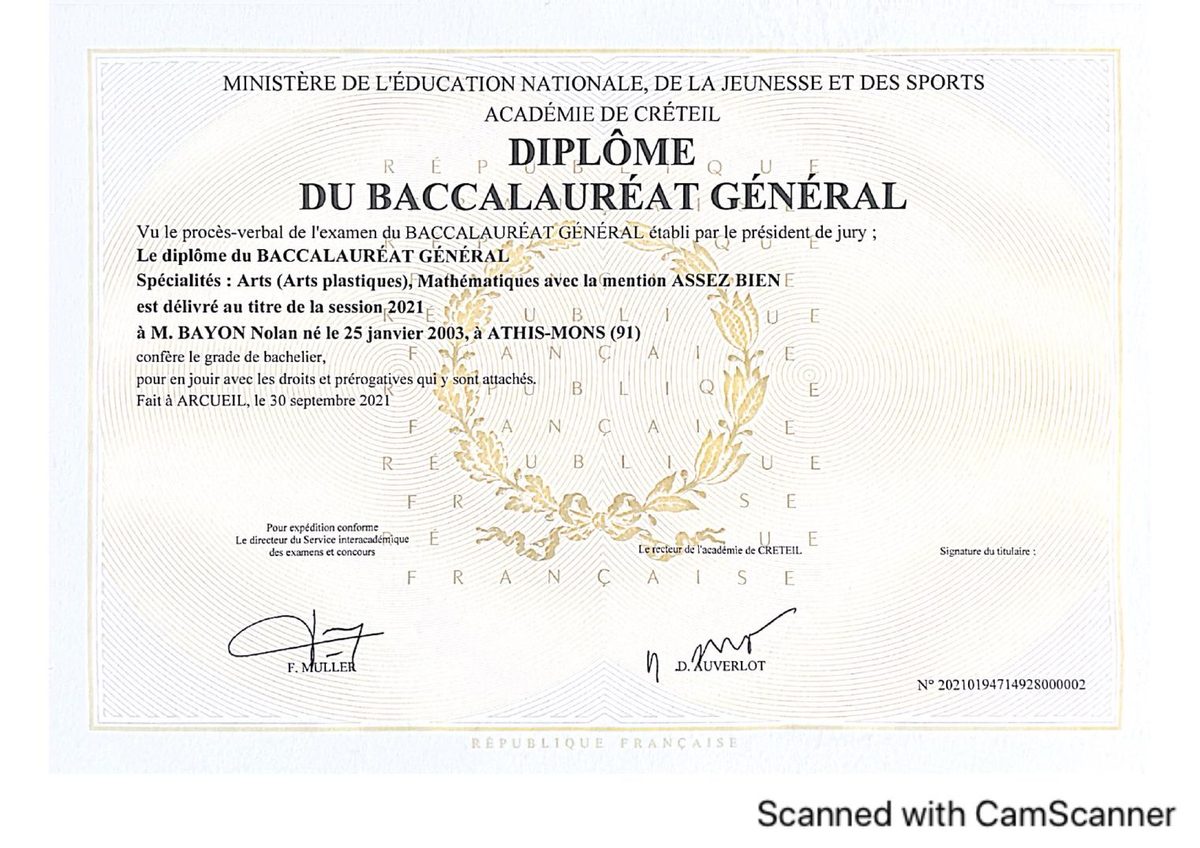 MINISTÈRE DE L'ÉDUCATION NATIONALE, DE LA JEUNESSE ET DES SPORTS
ACADÉMIE DE CRÉTEIL
DIPLÔME
DU BACCALAURÉAT GÉNÉRAL
Vu le procès-verbal de l'examen du BACCALAURÉAT GÉNÉRAL établi par le président de jury ;
Le diplôme du BACCALAURÉAT GÉNÉRAL
Spécialités : Arts (Arts plastiques), Mathématiques avec la mention ASSEZ BIEN
est délivré au titre de la session 2021
à M. BAYON Nolan né le 25 janvier 2003, à ATHIS-MONS (91)
confère le grade de bachelier,
pour en jouir avec les droits et prérogatives qui y sont attachés.
Fait à ARCUEIL, le 30 septembre 2021
Pour expédition conforme
Le directeur du Service interacadémique
des examens et concours
Le recteur de l'académie de CRETEIL
Signature du titulaire :
F. MULLER
D. AUVERLOT
N° 20210194714928000002
RÉPUBLIQUE FRANÇAISE
Scanned with CamScanner